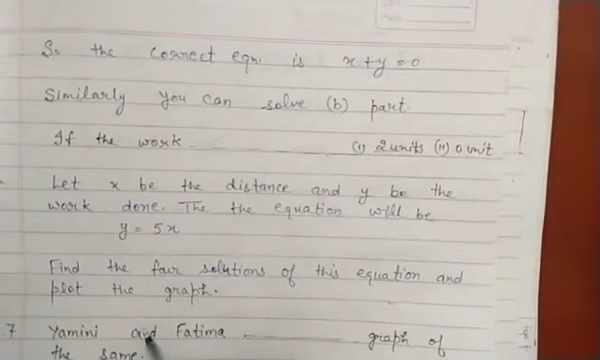 So the correct eqn. is x+y=0
Similarly you can solve (b) part.
If the work (i) 2 units (ii) 0 unit
Let x be the distance and y be the
work done. The the equation will be
y = 5x
Find the four solutions of this equation and
plot the graph.
.7 Yamini and Fatima graph of
the same.